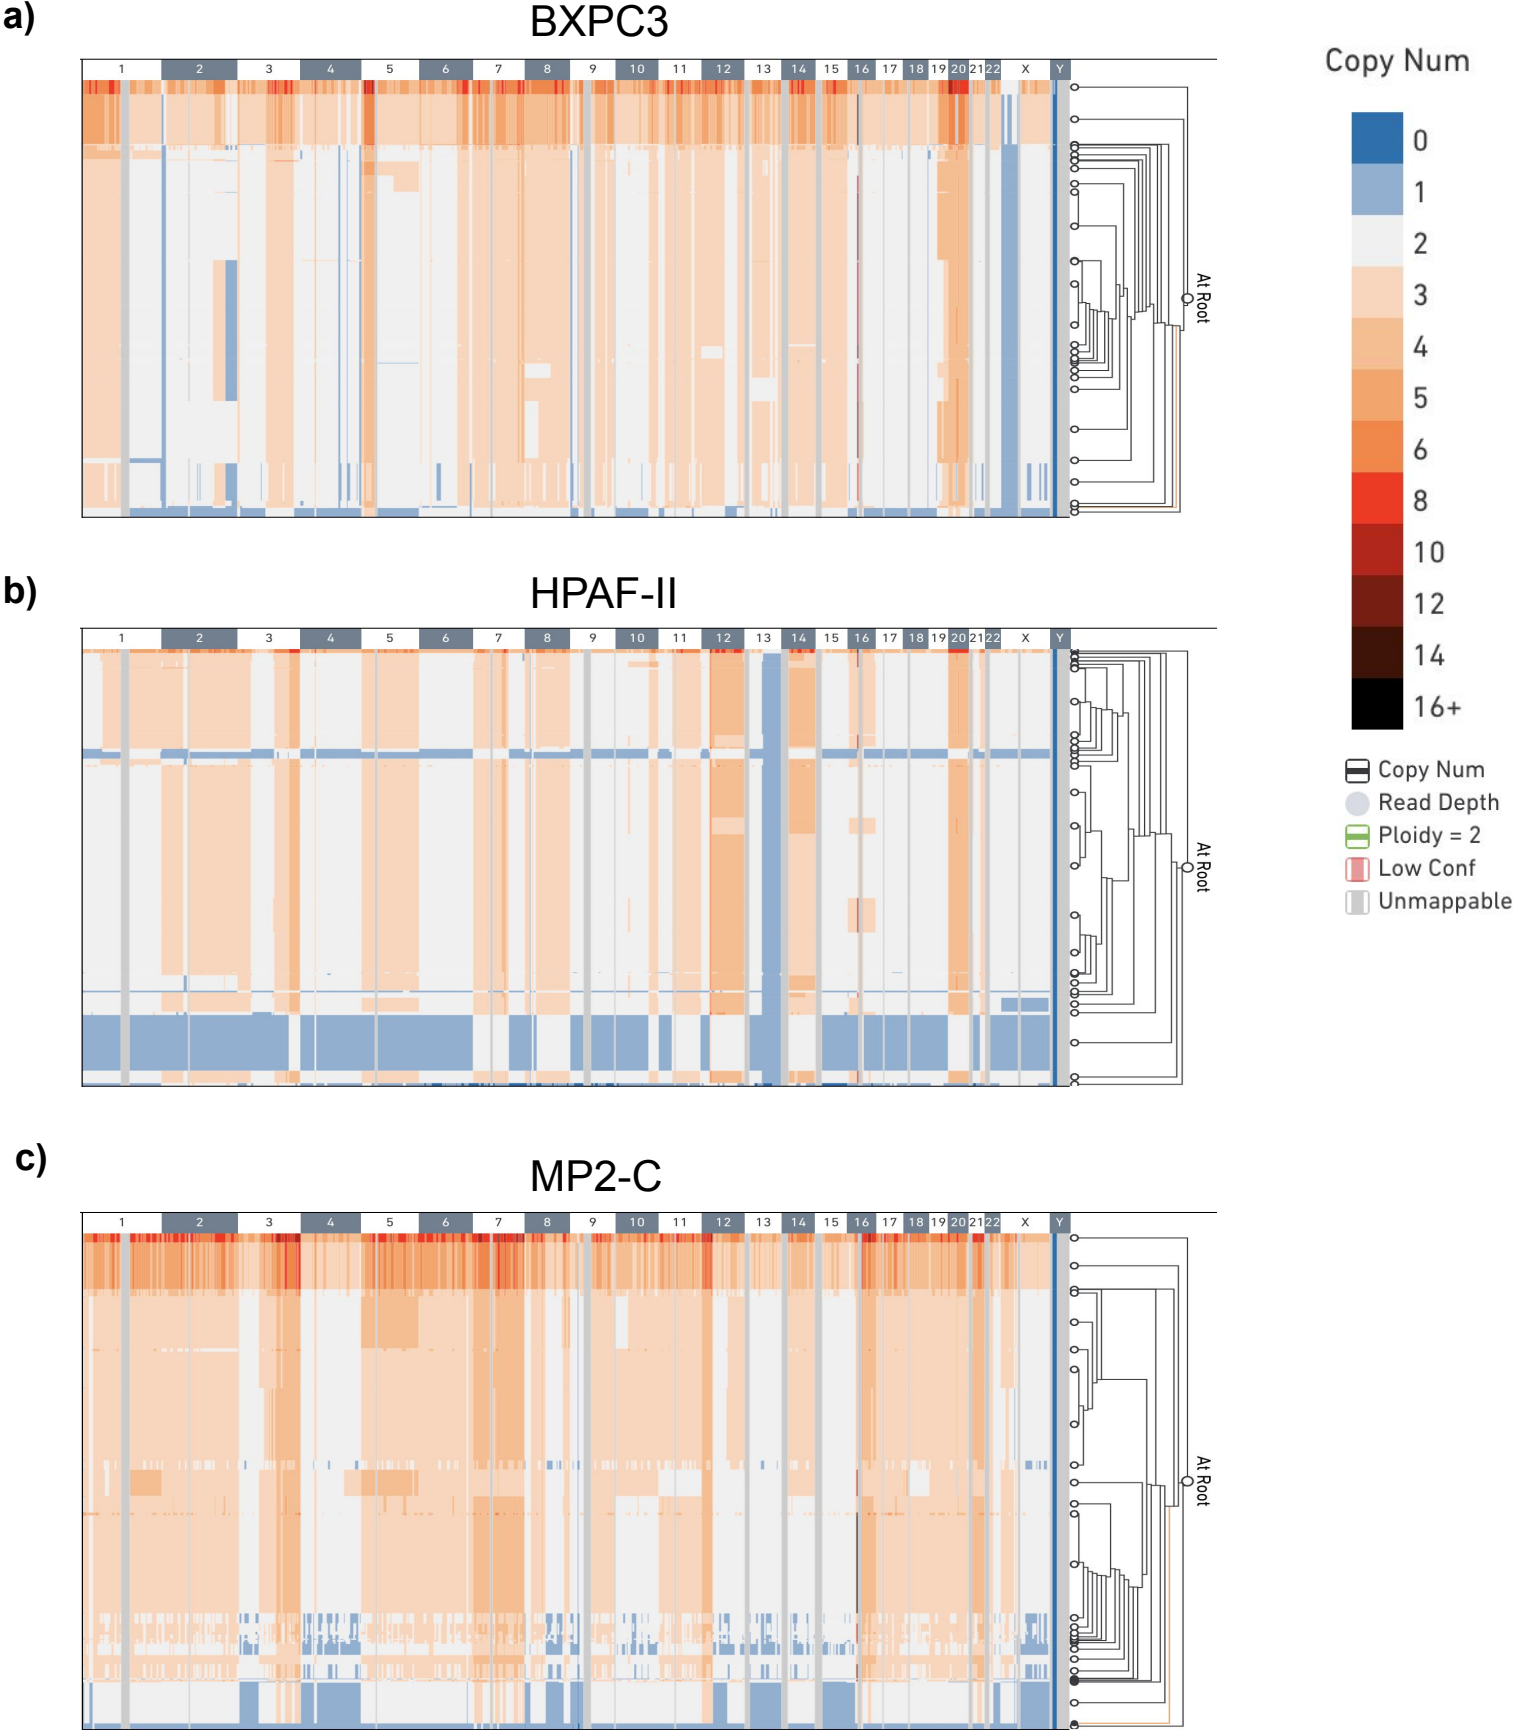 a)
BXPC3
1 2 3 4 5 6 7 8 9 10 11 12 13 14 15 16 17 18 19 20 21 22 X Y
At Root
b)
HPAF-II
1 2 3 4 5 6 7 8 9 10 11 12 13 14 15 16 17 18 19 20 21 22 X Y
At Root
c)
MP2-C
1 2 3 4 5 6 7 8 9 10 11 12 13 14 15 16 17 18 19 20 21 22 X Y
At Root
Copy Num
0
1
2
3
4
5
6
8
10
12
14
16+
Copy Num
Read Depth
Ploidy = 2
Low Conf
Unmappable